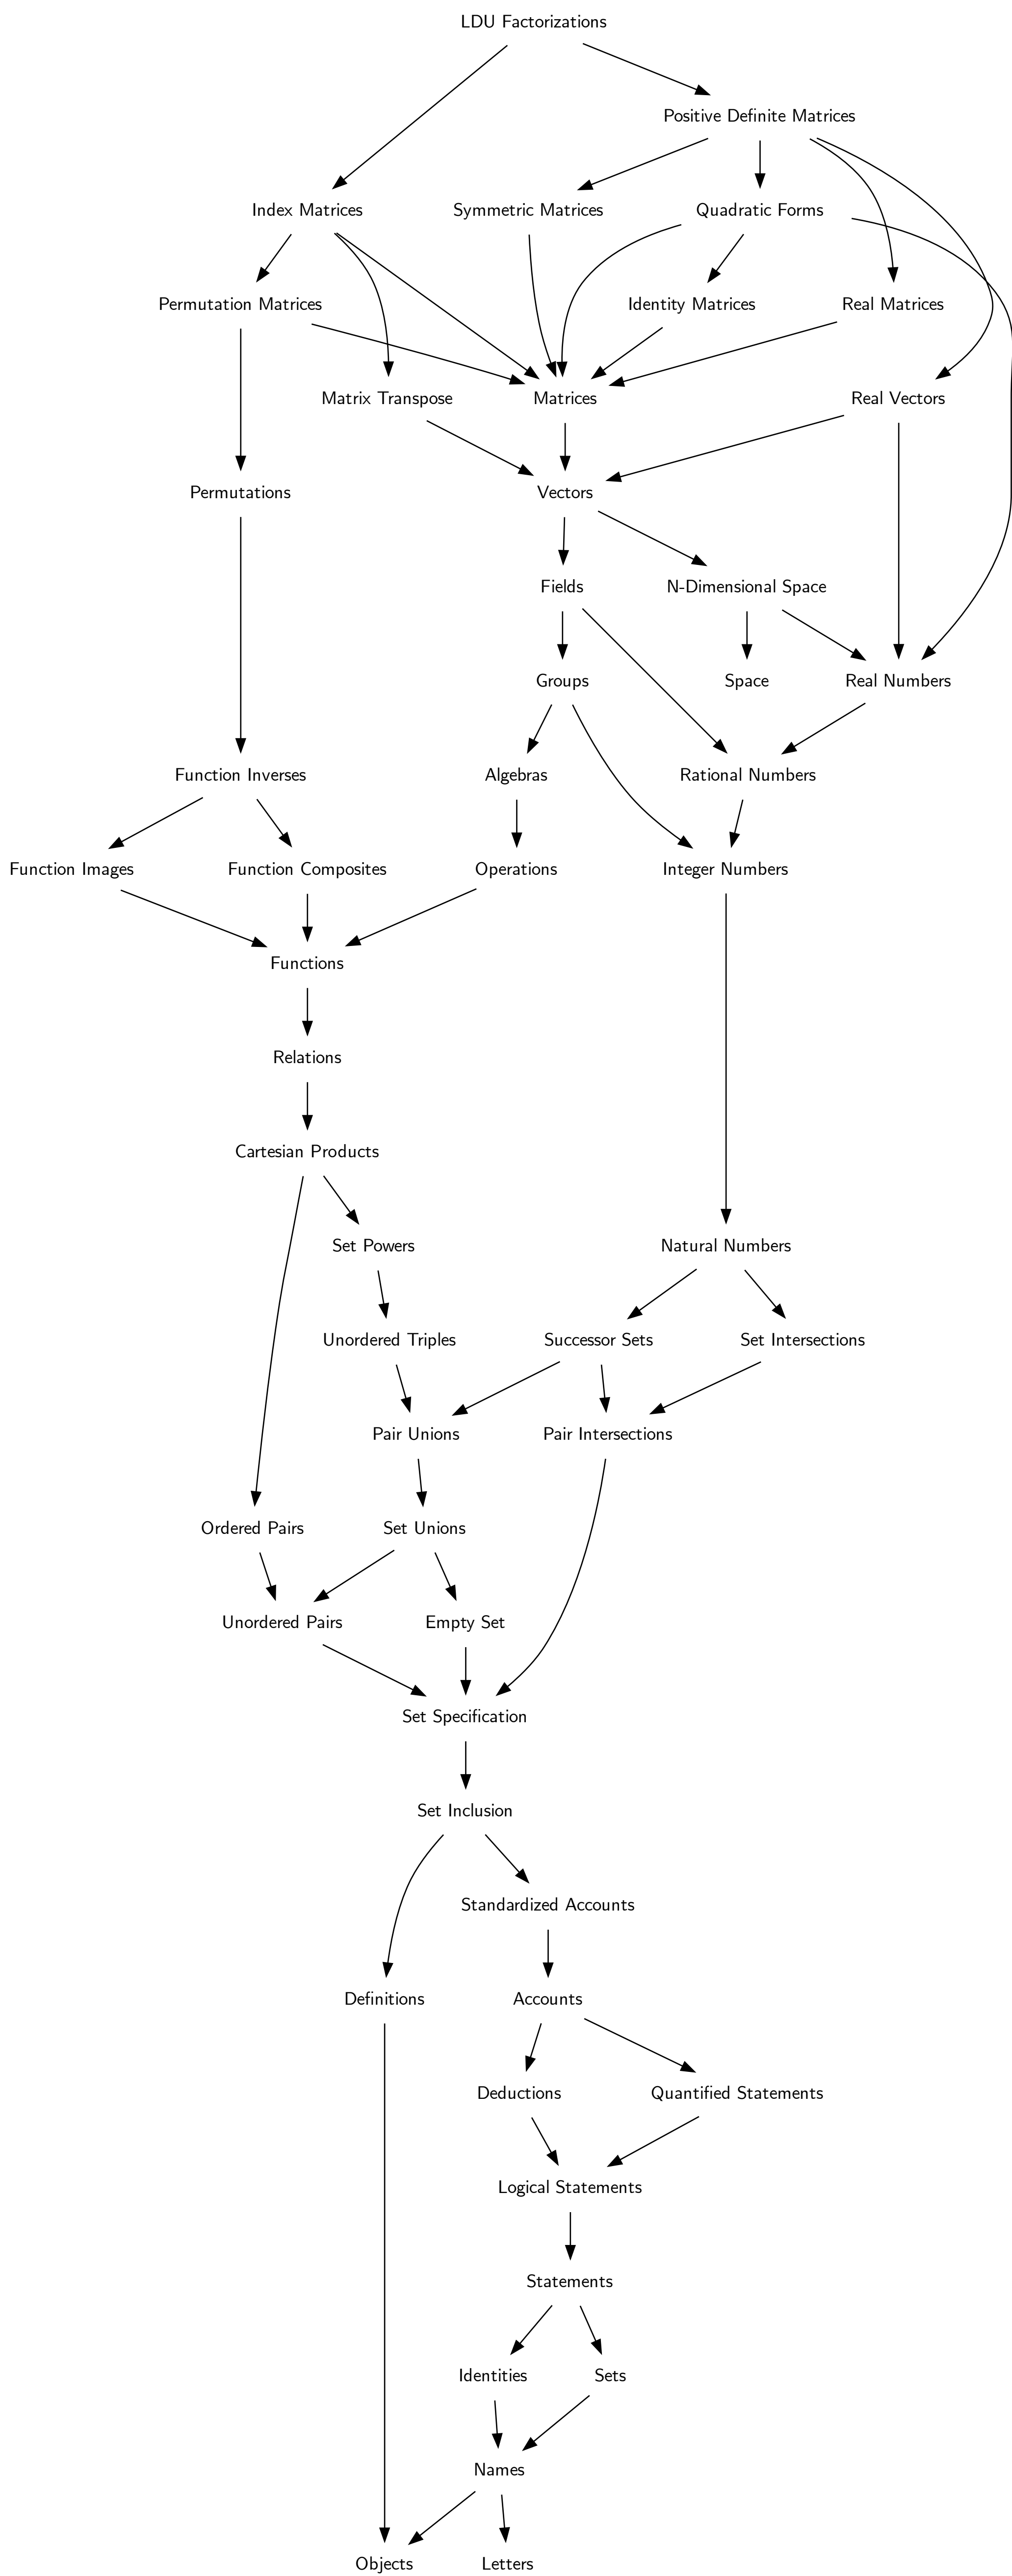 LDU Factorizations
Positive Definite Matrices
Index Matrices
Symmetric Matrices
Quadratic Forms
Permutation Matrices
Identity Matrices
Real Matrices
Matrix Transpose
Matrices
Real Vectors
Permutations
Vectors
Fields
N-Dimensional Space
Groups
Space
Real Numbers
Function Inverses
Algebras
Rational Numbers
Function Images
Function Composites
Operations
Integer Numbers
Functions
Relations
Cartesian Products
Set Powers
Natural Numbers
Unordered Triples
Successor Sets
Set Intersections
Pair Unions
Pair Intersections
Ordered Pairs
Set Unions
Unordered Pairs
Empty Set
Set Specification
Set Inclusion
Standardized Accounts
Definitions
Accounts
Deductions
Quantified Statements
Logical Statements
Statements
Identities
Sets
Names
Objects
Letters